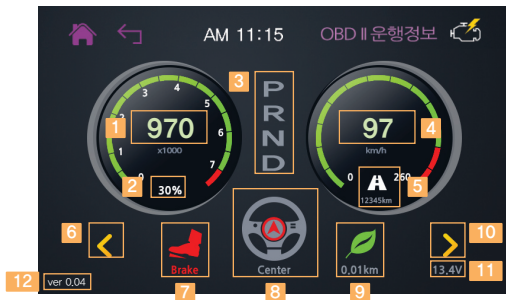 AM 11:15
OBD II 운행정보
3
P
R
N
D
0
1
2
3
4
5
6
7
1
970
x1000
2
30%
97
4
km/h
0
260
5
12345km
6
Brake
7
Center
8
0,01km
9
10
13,4V
11
12
ver 0.04